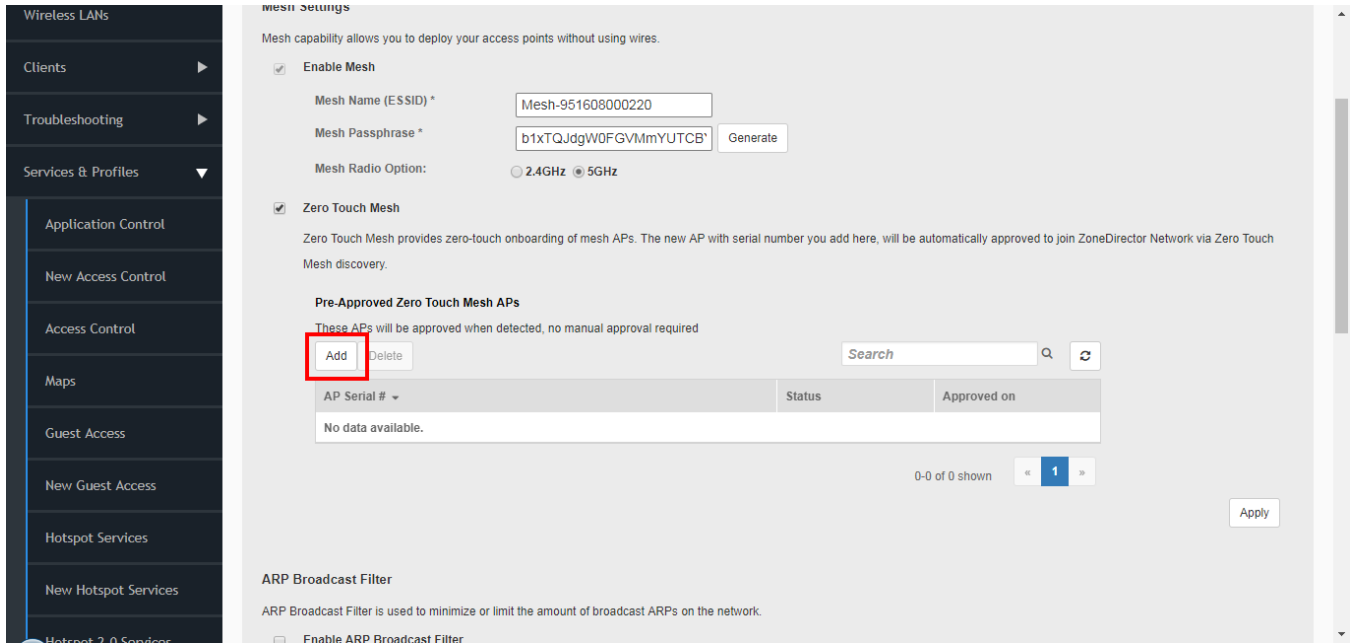 Wireless LANs
Clients
Troubleshooting
Services & Profiles
Application Control
New Access Control
Access Control
Maps
Guest Access
New Guest Access
Hotspot Services
New Hotspot Services
Hotspot 2.0 Services
Mesh Settings
Mesh capability allows you to deploy your access points without using wires.
Enable Mesh
Mesh Name (ESSID) * Mesh-951608000220
Mesh Passphrase * b1xTQJdgW0FGVMmYUTCBY Generate
Mesh Radio Option: 2.4GHz 5GHz
Zero Touch Mesh
Zero Touch Mesh provides zero-touch onboarding of mesh APs. The new AP with serial number you add here, will be automatically approved to join ZoneDirector Network via Zero Touch
Mesh discovery.
Pre-Approved Zero Touch Mesh APs
These APs will be approved when detected, no manual approval required
Add Delete Search
AP Serial # Status Approved on
No data available.
0-0 of 0 shown « 1 »
Apply
ARP Broadcast Filter
ARP Broadcast Filter is used to minimize or limit the amount of broadcast ARPs on the network.
Enable ARP Broadcast Filter